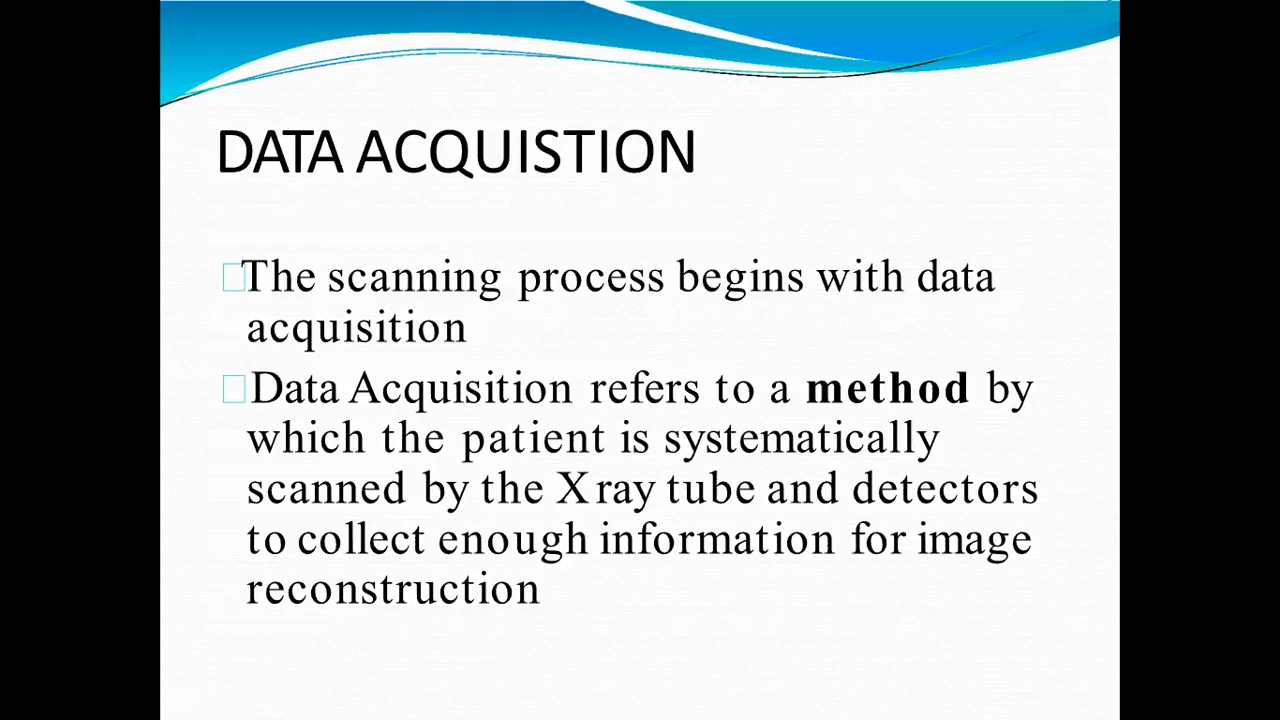 DATA ACQUISTION
The scanning process begins with data
acquisition
Data Acquisition refers to a method by
which the patient is systematically
scanned by the X ray tube and detectors
to collect enough information for image
reconstruction